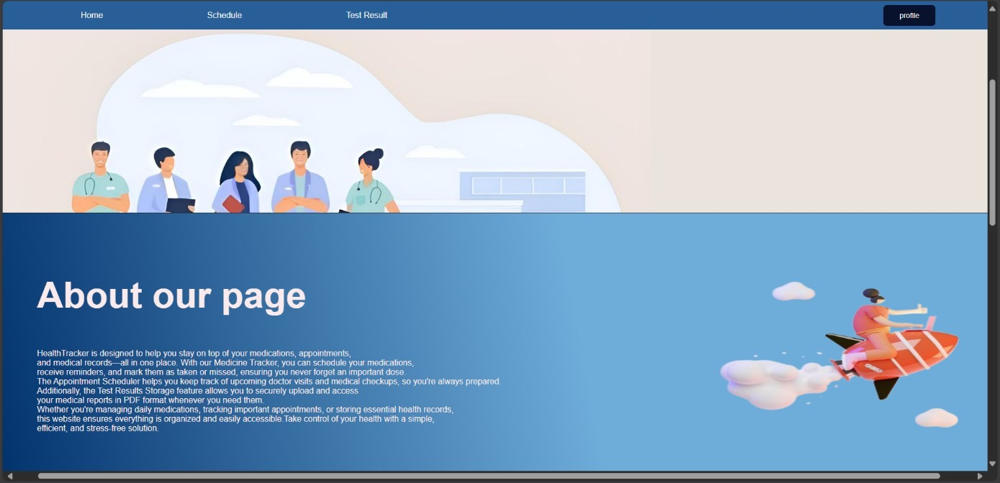 Home
Schedule
Test Result
profile
About our page
HealthTracker is designed to help you stay on top of your medications, appointments,
and medical records—all in one place. With our Medicine Tracker, you can schedule your medications,
receive reminders, and mark them as taken or missed, ensuring you never forget an important dose.
The Appointment Scheduler helps you keep track of upcoming doctor visits and medical checkups, so you're always prepared.
Additionally, the Test Results Storage feature allows you to securely upload and access
your medical reports in PDF format whenever you need them.
Whether you're managing daily medications, tracking important appointments, or storing essential health records,
this website ensures everything is organized and easily accessible.Take control of your health with a simple,
efficient, and stress-free solution.